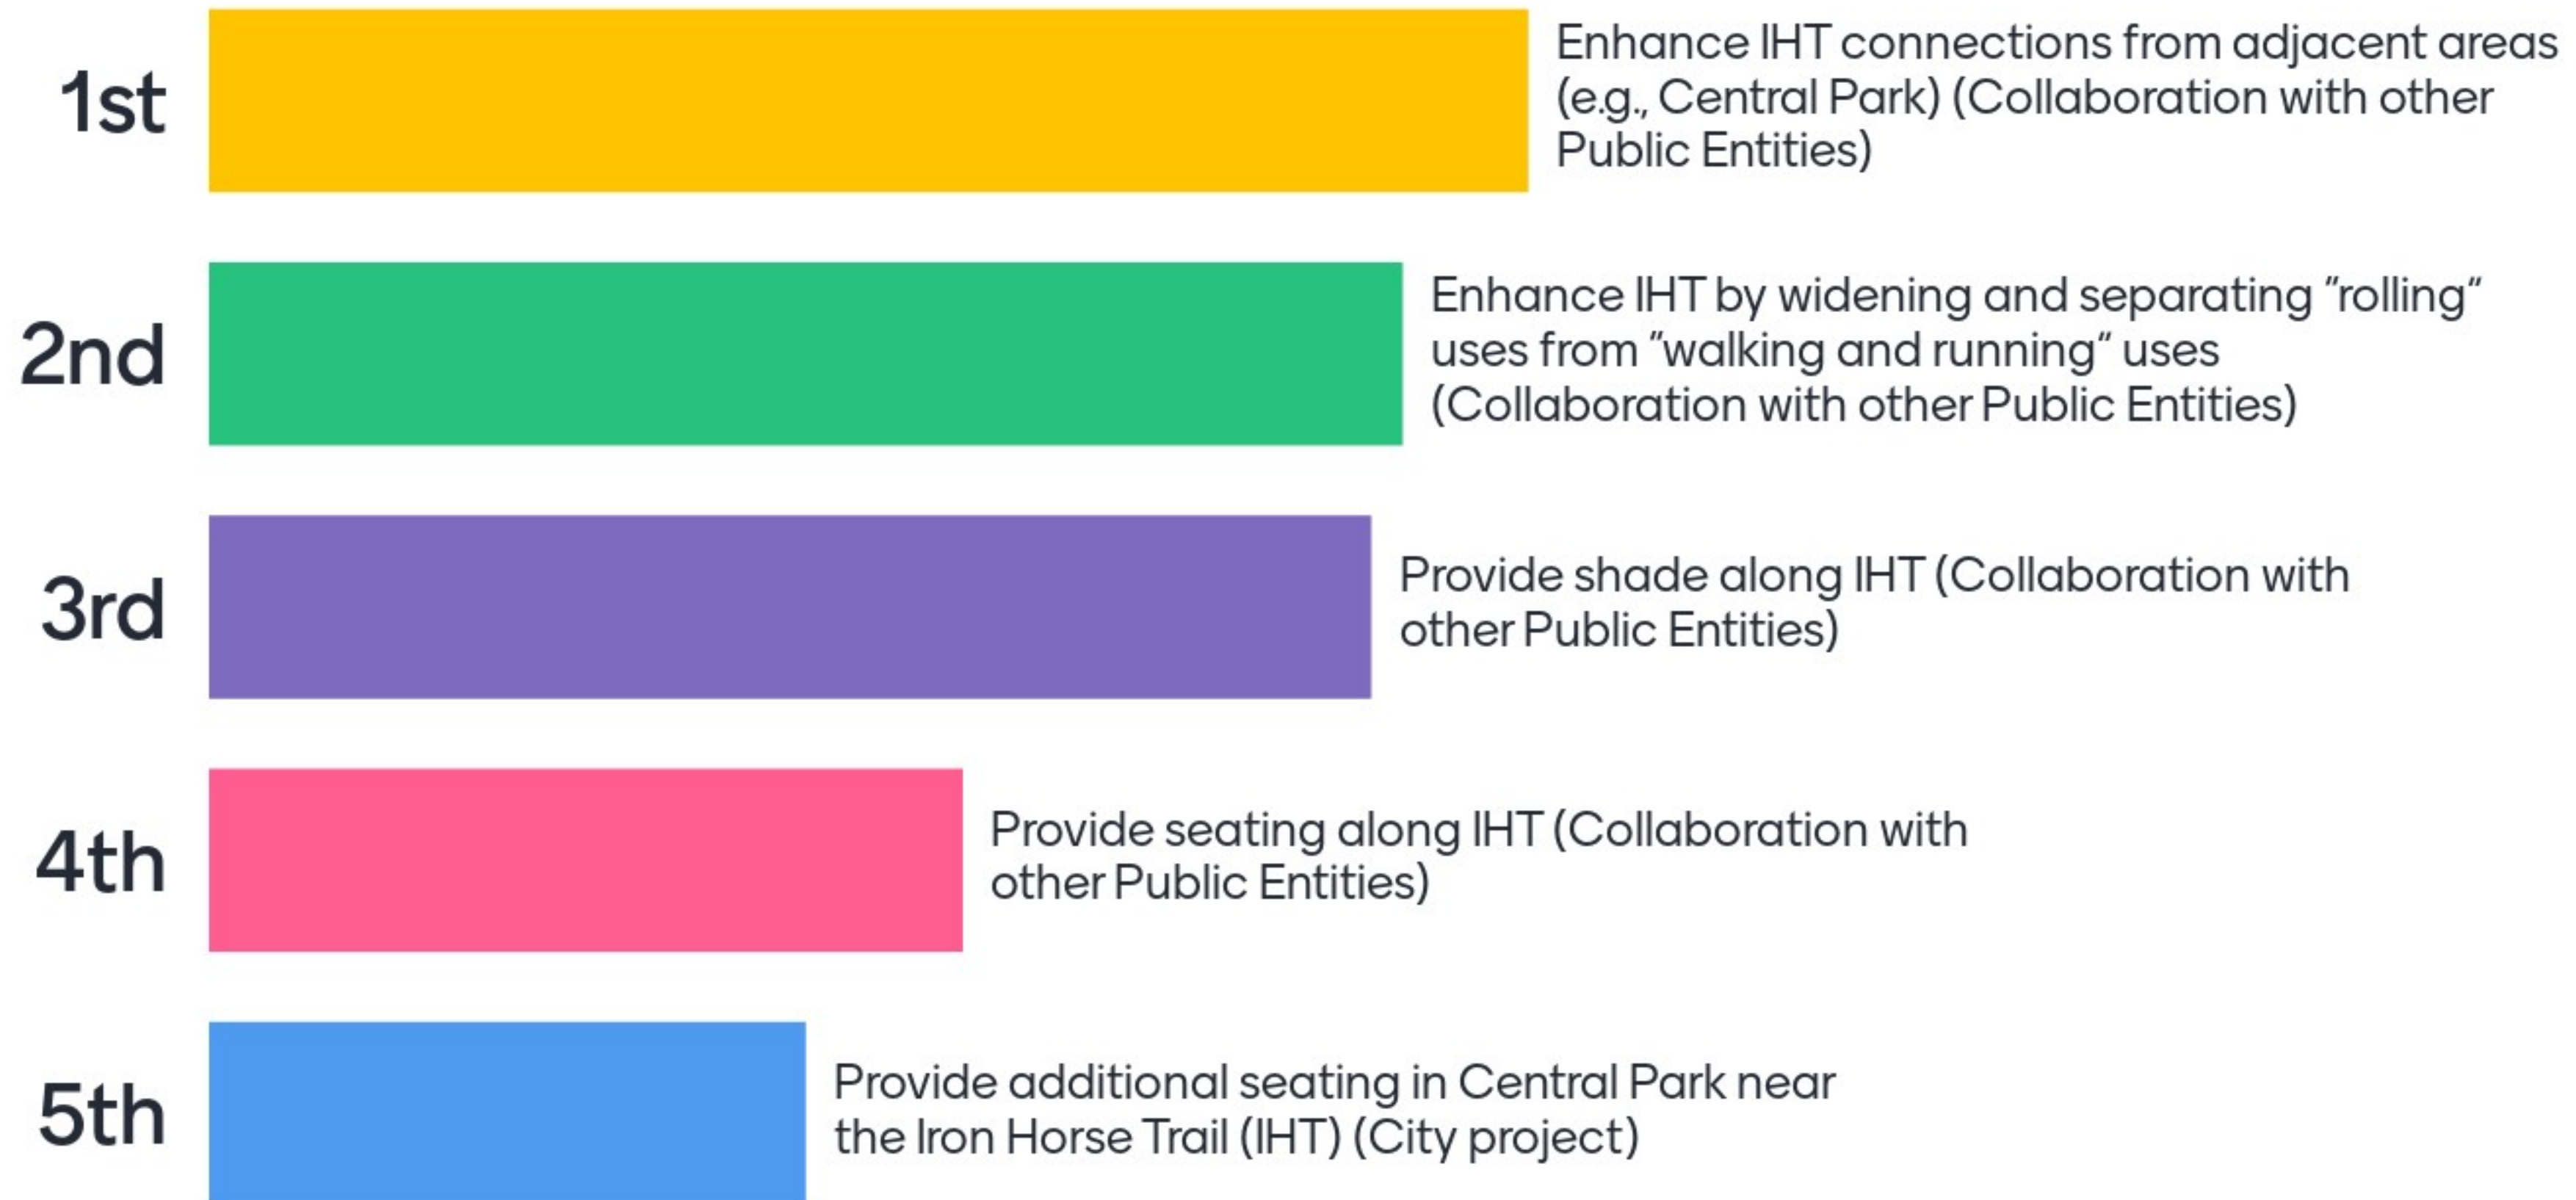 1st
Enhance IHT connections from adjacent areas
(e.g., Central Park) (Collaboration with other
Public Entities)
2nd
Enhance IHT by widening and separating "rolling"
uses from "walking and running" uses
(Collaboration with other Public Entities)
3rd
Provide shade along IHT (Collaboration with
other Public Entities)
4th
Provide seating along IHT (Collaboration with
other Public Entities)
5th
Provide additional seating in Central Park near
the Iron Horse Trail (IHT) (City project)